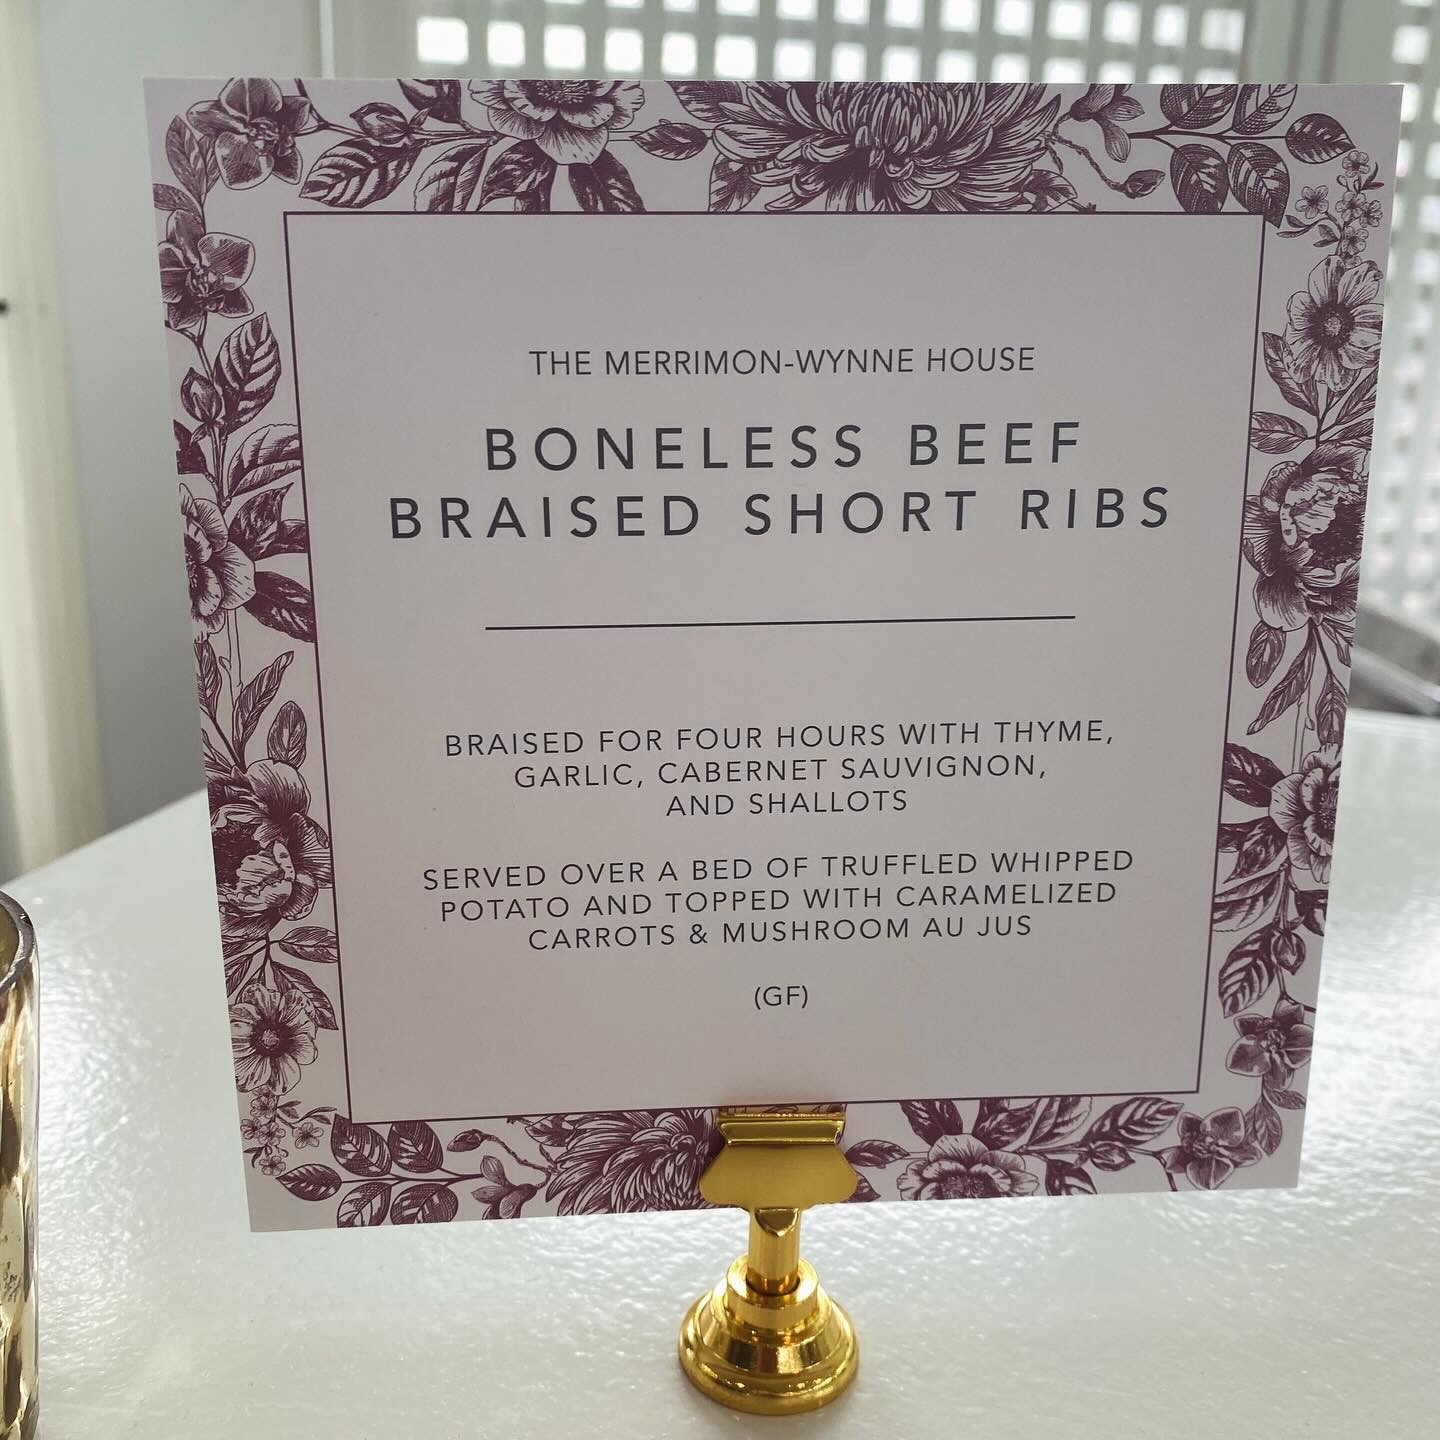 THE MERRIMON-WYNNE HOUSE
BONELESS BEEF
BRAISED SHORT RIBS
BRAISED FOR FOUR HOURS WITH THYME,
GARLIC, CABERNET SAUVIGNON,
AND SHALLOTS
SERVED OVER A BED OF TRUFFLED WHIPPED
POTATO AND TOPPED WITH CARAMELIZED
CARROTS & MUSHROOM AU JUS
(GF)